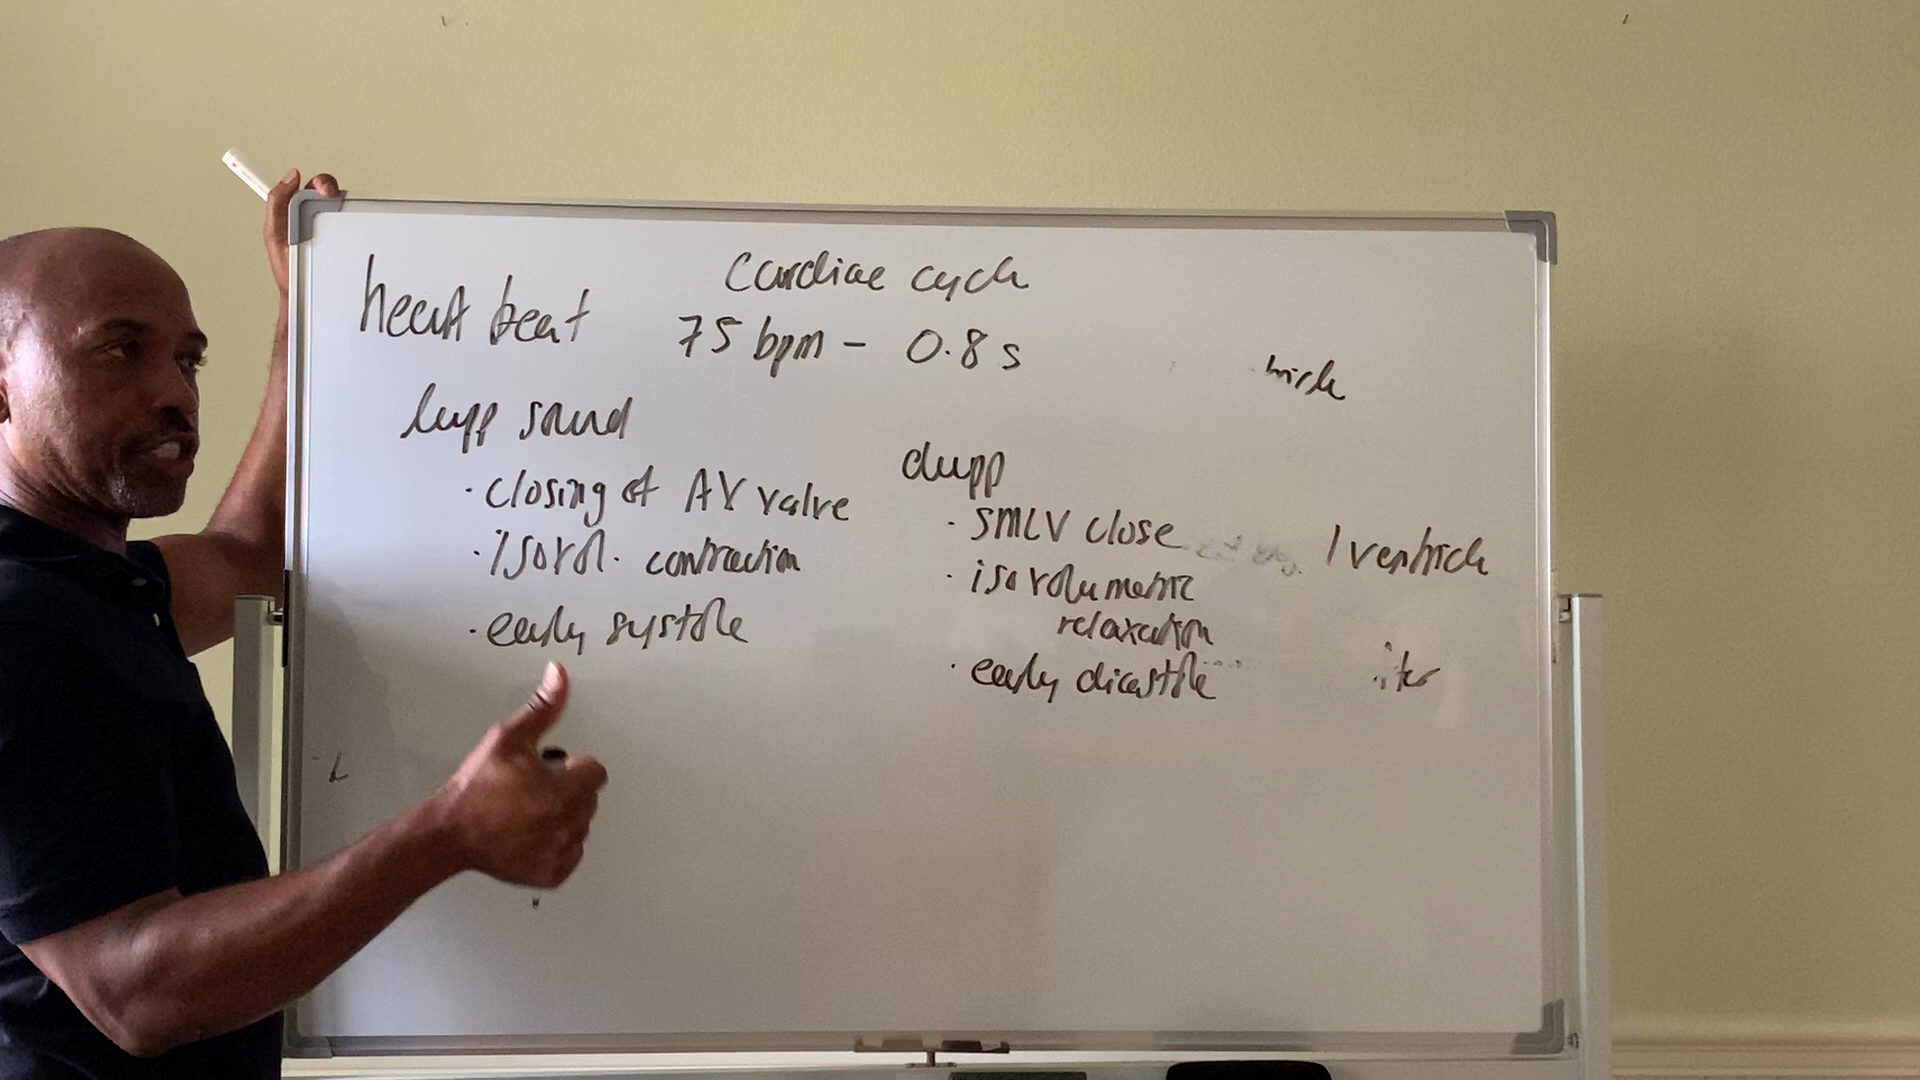 Cardiac cycle
heart beat 75 bpm - 0.8 s
lupp sound
· closing of AV valve
· isovol. contraction
· early systole
dupp
· SMLV close
· isovolumetric
relaxation
· early diastole
1 ventricle